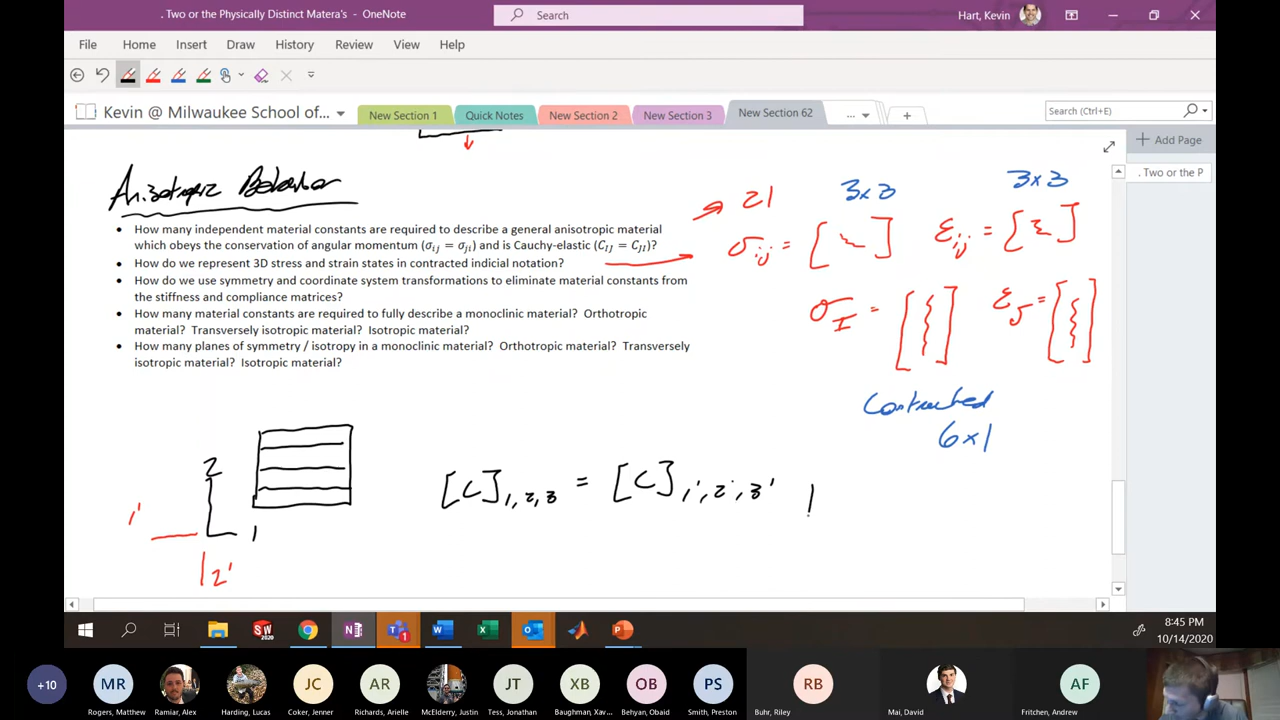 . Two or the Physically Distinct Matera's - OneNote
Search
Hart, Kevin
File Home Insert Draw History Review View Help
Kevin @ Milwaukee School of...
New Section 1
Quick Notes
New Section 2
New Section 3
New Section 62
...
Search (Ctrl+E)
Add Page
. Two or the P
Anisotropic Behavior
• How many independent material constants are required to describe a general anisotropic material
which obeys the conservation of angular momentum (σij = σji) and is Cauchy-elastic (CIJ = CJI)?
• How do we represent 3D stress and strain states in contracted indicial notation?
• How do we use symmetry and coordinate system transformations to eliminate material constants from
the stiffness and compliance matrices?
• How many material constants are required to fully describe a monoclinic material? Orthotropic
material? Transversely isotropic material? Isotropic material?
• How many planes of symmetry / isotropy in a monoclinic material? Orthotropic material? Transversely
isotropic material? Isotropic material?
21
3x3
3x3
σij = [ ]
εij = [ ]
σI = [ ]
εJ = [ ]
Contracted
6x1
2
1
1'
2'
[C]1,2,3 = [C]1',2',3'
8:45 PM
10/14/2020
+10
MR
JC
AR
JT
XB
OB
PS
RB
AF
Rogers, Matthew
Ramiar, Alex
Harding, Lucas
Coker, Jenner
Richards, Arielle
McElderry, Justin
Tess, Jonathan
Baughman, Xav...
Behyan, Obaid
Smith, Preston
Buhr, Riley
Mai, David
Fritchen, Andrew